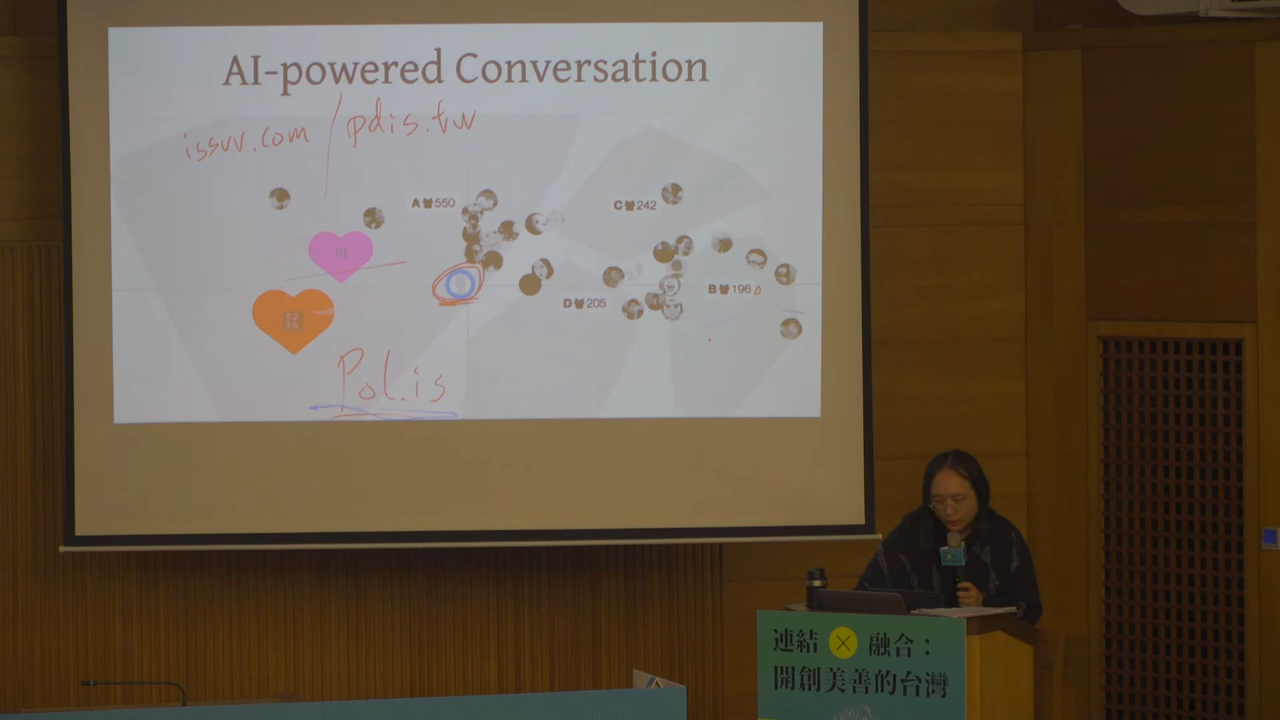 AI-powered Conversation
issvv.com / pdis.tw
A 550
C 242
B 196
D 205
Pol.is
連結 × 融合：
開創美善的台灣